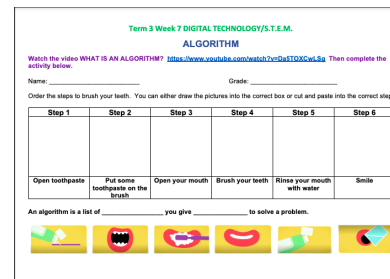 Term 3 Week 7 DIGITAL TECHNOLOGY/S.T.E.M.
ALGORITHM
Watch the video WHAT IS AN ALGORITHM? https://www.youtube.com/watch?v=Da5TOXCwLSg Then complete the
activity below.
Name: ______________________ Grade: ______________________
Order the steps to brush your teeth. You can either draw the pictures into the correct box or cut and paste into the correct step
Step 1 Step 2 Step 3 Step 4 Step 5 Step 6
Open toothpaste Put some toothpaste on the brush Open your mouth Brush your teeth Rinse your mouth with water Smile
An algorithm is a list of ________________ you give ______________ to solve a problem.